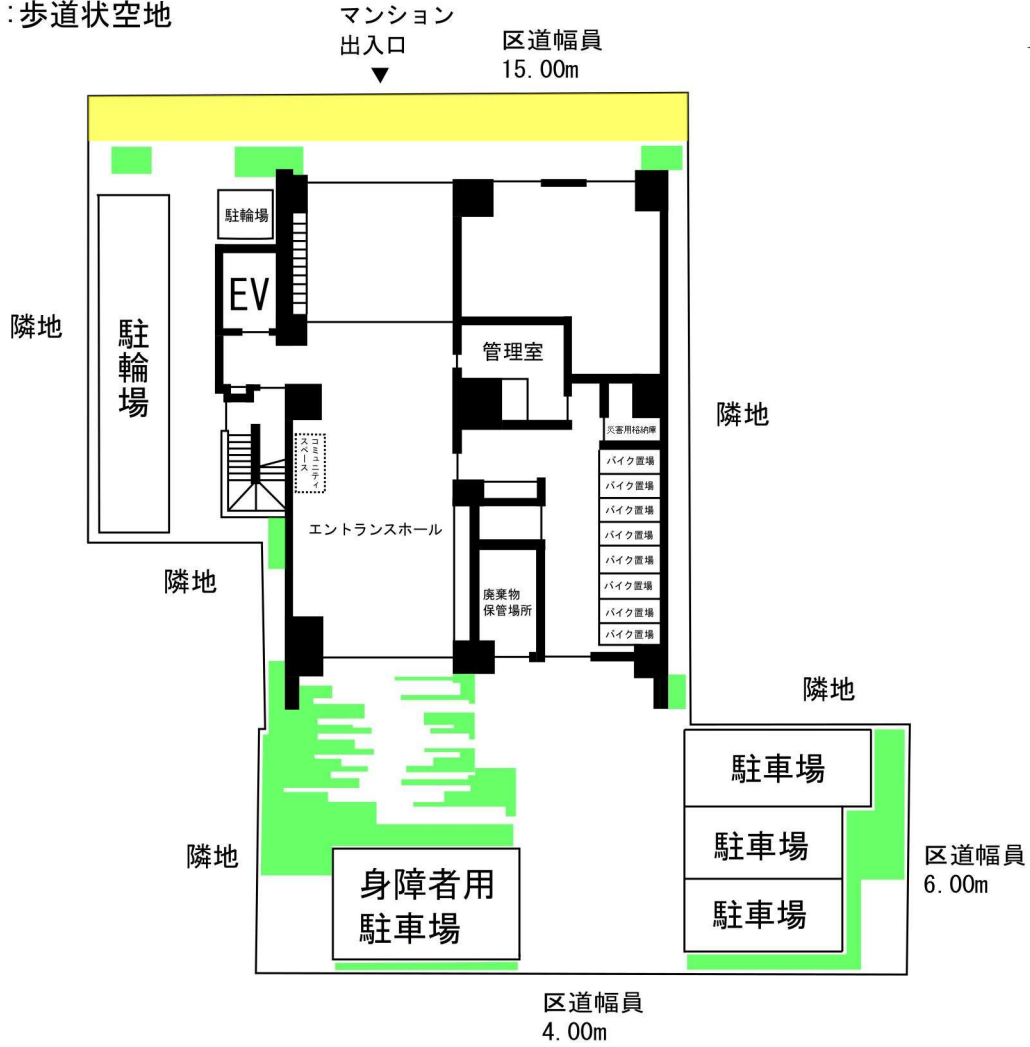 :歩道状空地
マンション
出入口
▼
区道幅員
15.00m
駐輪場
EV
隣地
駐輪場
管理室
隣地
災害用格納庫
コミュニティ
スペース
バイク置場
バイク置場
バイク置場
バイク置場
バイク置場
バイク置場
バイク置場
バイク置場
エントランスホール
隣地
廃棄物
保管場所
隣地
駐車場
隣地
駐車場
区道幅員
6.00m
身障者用
駐車場
駐車場
区道幅員
4.00m